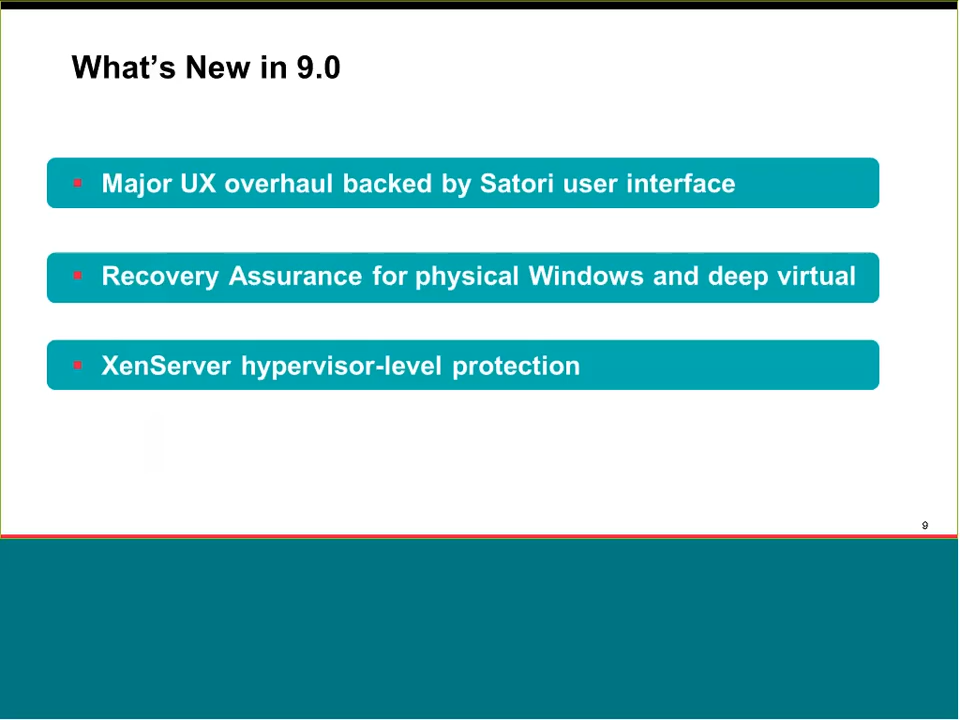 What’s New in 9.0
▪ Major UX overhaul backed by Satori user interface
▪ Recovery Assurance for physical Windows and deep virtual
▪ XenServer hypervisor-level protection
9